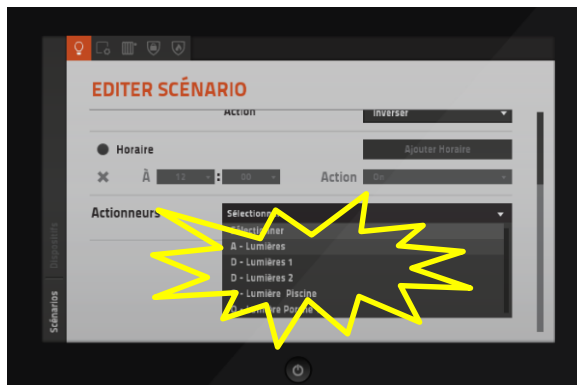 EDITER SCÉNARIO
Action Inverser
Horaire Ajouter Horaire
À 12 : 00 Action On
Actionneurs Sélectionner
Sélectionner
A - Lumières
D - Lumières 1
D - Lumières 2
D - Lumière Piscine
D - Lumière
Scénarios
Dispositifs